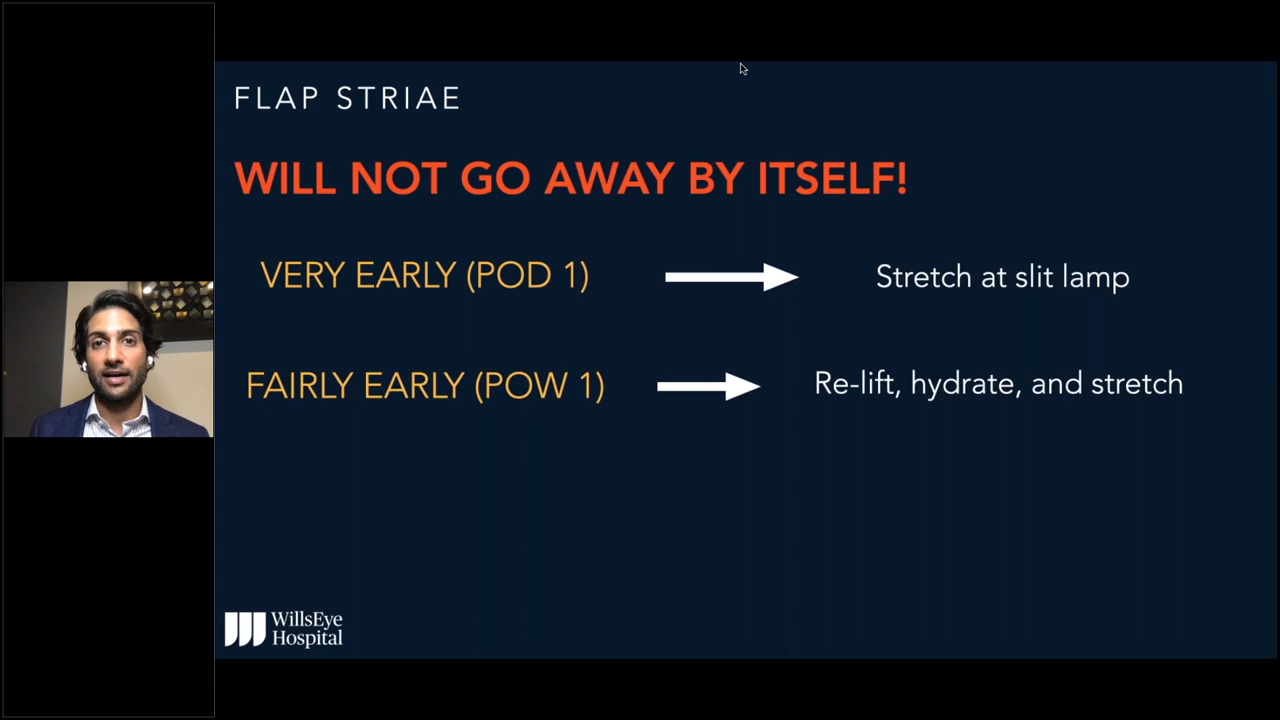 FLAP STRIAE
WILL NOT GO AWAY BY ITSELF!
VERY EARLY (POD 1)
Stretch at slit lamp
FAIRLY EARLY (POW 1)
Re-lift, hydrate, and stretch
WillsEye
Hospital